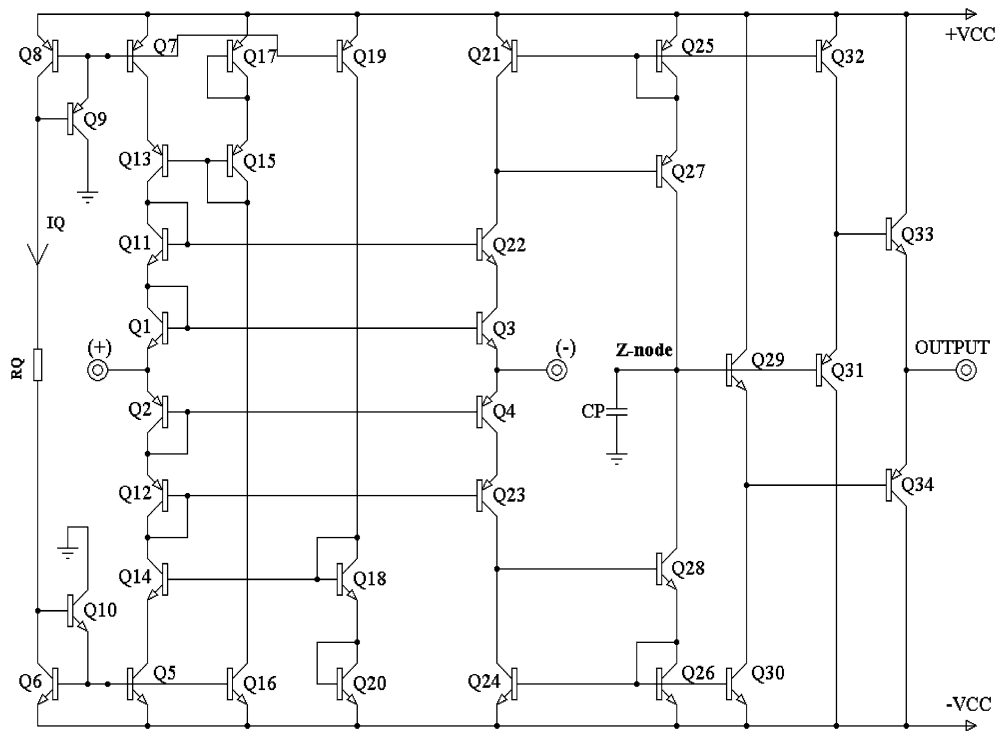 +VCC
Q8
Q7
Q17
Q19
Q21
Q25
Q32
Q9
Q13
Q15
Q27
IQ
Q11
Q22
Q33
Q1
Q3
(+)
(-)
Z-node
Q29
OUTPUT
RQ
Q31
CP
Q2
Q4
Q12
Q23
Q34
Q14
Q18
Q28
Q10
Q6
Q5
Q16
Q20
Q24
Q26
Q30
-VCC